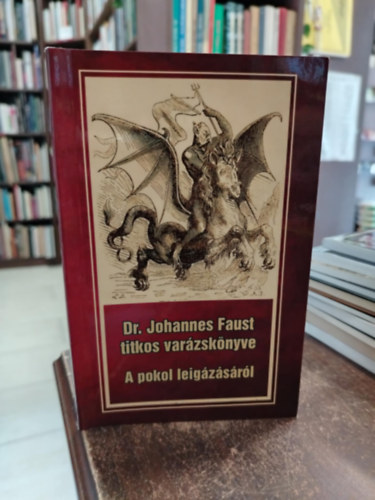 Dr. Johannes Faust
titkos varázskönyve
A pokol leigázásáról